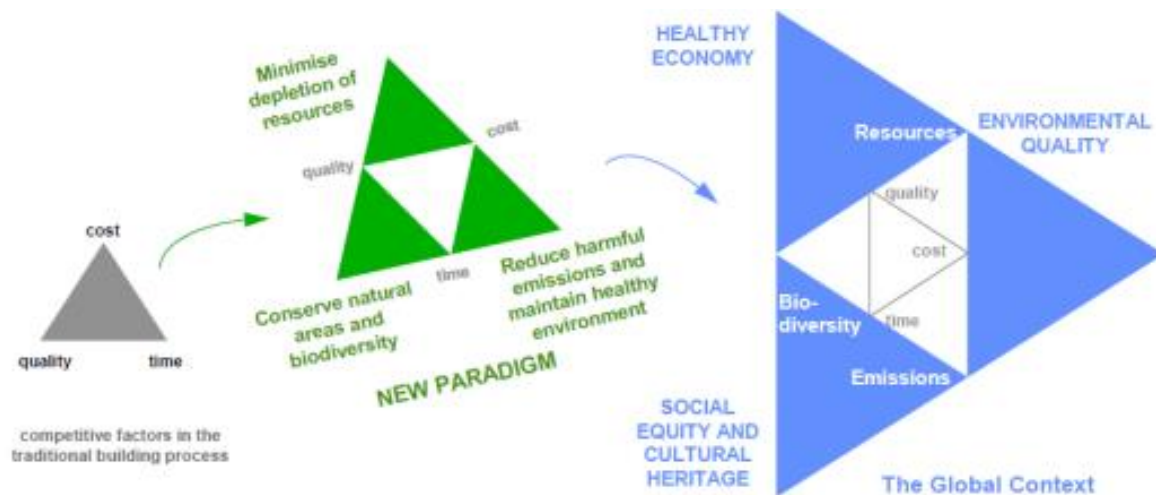 cost
quality
time
competitive factors in the
traditional building process
Minimise
depletion of
resources
quality
cost
time
Conserve natural
areas and
biodiversity
Reduce harmful
emissions and
maintain healthy
environment
NEW PARADIGM
HEALTHY
ECONOMY
Resources
ENVIRONMENTAL
QUALITY
quality
cost
time
Bio-
diversity
Emissions
SOCIAL
EQUITY AND
CULTURAL
HERITAGE
The Global Context